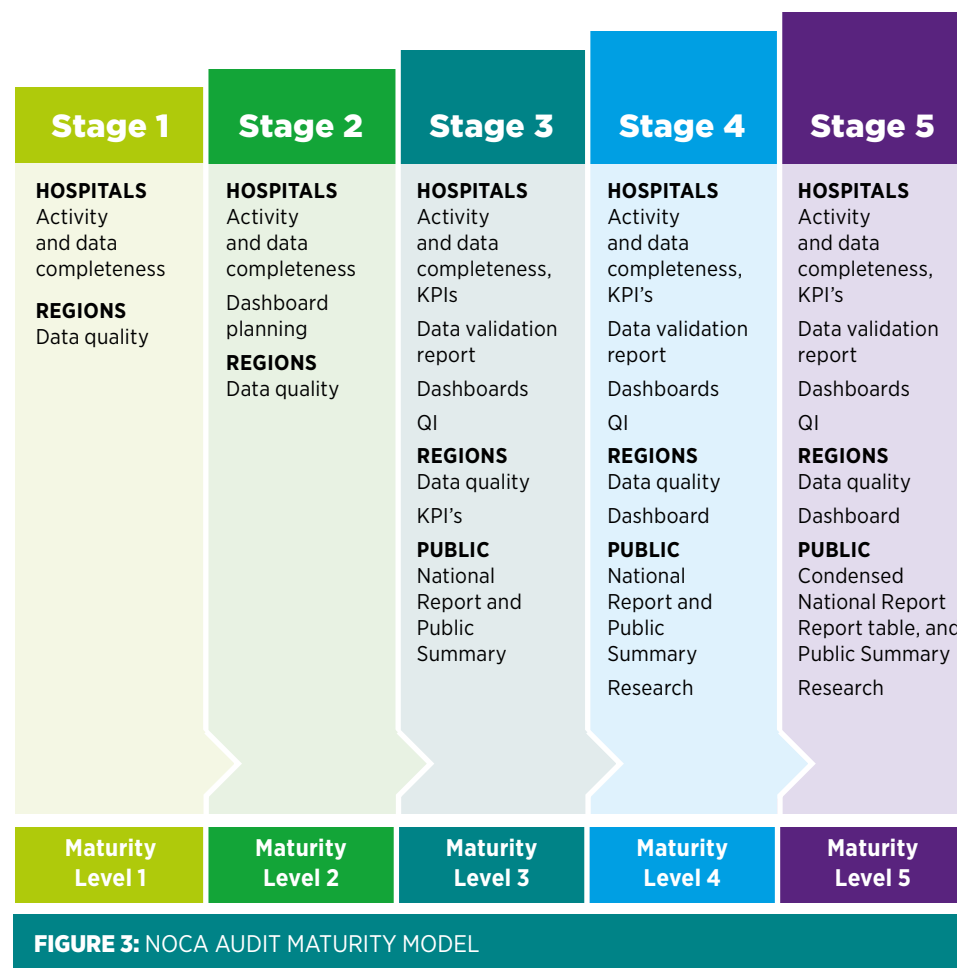 Stage 1
HOSPITALS
Activity
and data
completeness
REGIONS
Data quality
Maturity
Level 1
Stage 2
HOSPITALS
Activity
and data
completeness
Dashboard
planning
REGIONS
Data quality
Maturity
Level 2
Stage 3
HOSPITALS
Activity
and data
completeness,
KPIs
Data validation
report
Dashboards
QI
REGIONS
Data quality
KPI's
PUBLIC
National
Report and
Public
Summary
Maturity
Level 3
Stage 4
HOSPITALS
Activity
and data
completeness,
KPI's
Data validation
report
Dashboards
QI
REGIONS
Data quality
Dashboard
PUBLIC
National
Report and
Public
Summary
Research
Maturity
Level 4
Stage 5
HOSPITALS
Activity
and data
completeness,
KPI's
Data validation
report
Dashboards
QI
REGIONS
Data quality
Dashboard
PUBLIC
Condensed
National Report
Report table, and
Public Summary
Research
Maturity
Level 5
FIGURE 3: NOCA AUDIT MATURITY MODEL